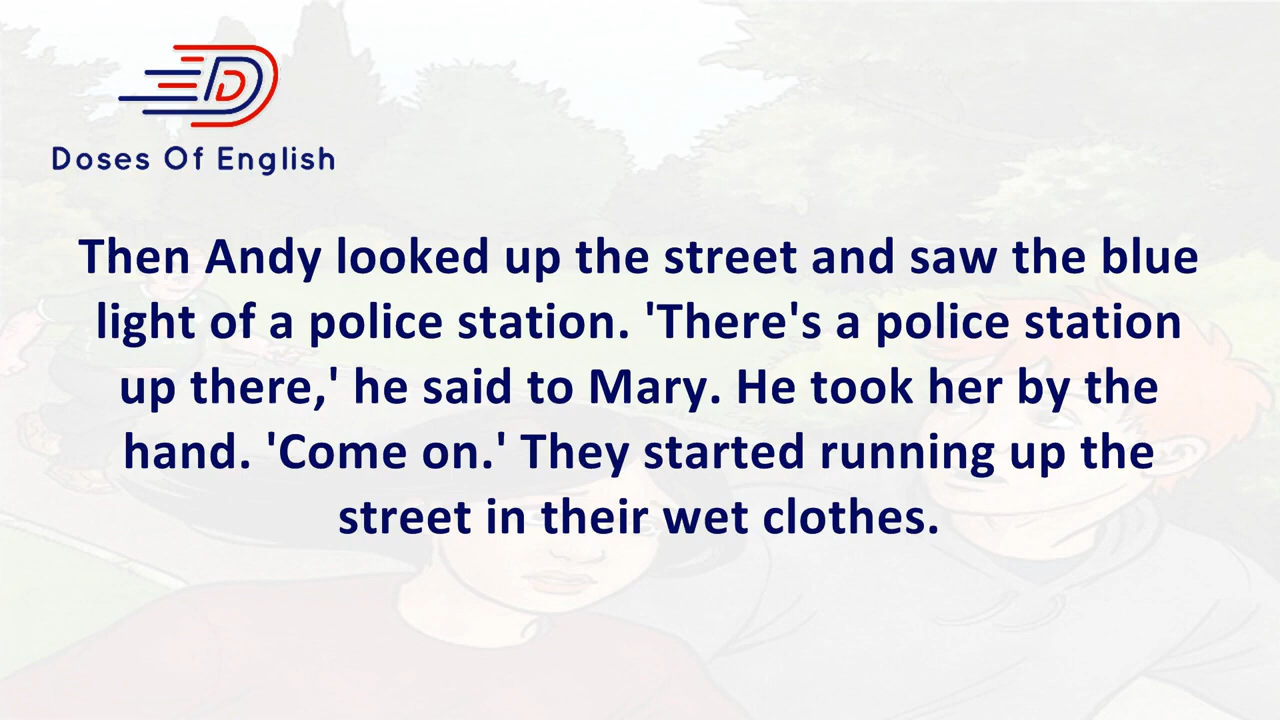 Doses Of English
Then Andy looked up the street and saw the blue
light of a police station. 'There's a police station
up there,' he said to Mary. He took her by the
hand. 'Come on.' They started running up the
street in their wet clothes.